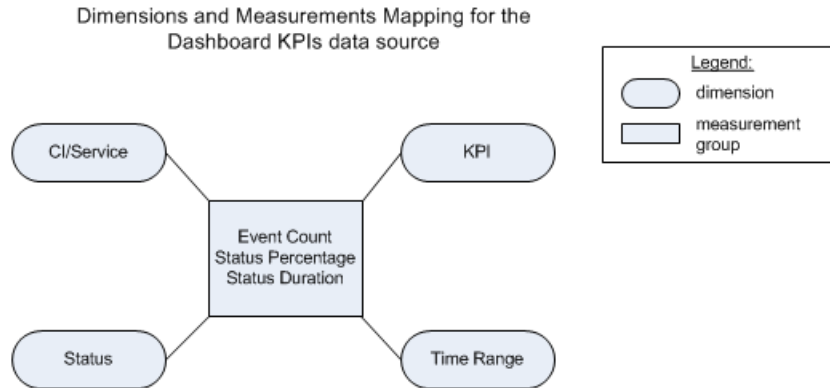 Dimensions and Measurements Mapping for the
Dashboard KPIs data source
Legend:
dimension
measurement
group
CI/Service
KPI
Event Count
Status Percentage
Status Duration
Status
Time Range